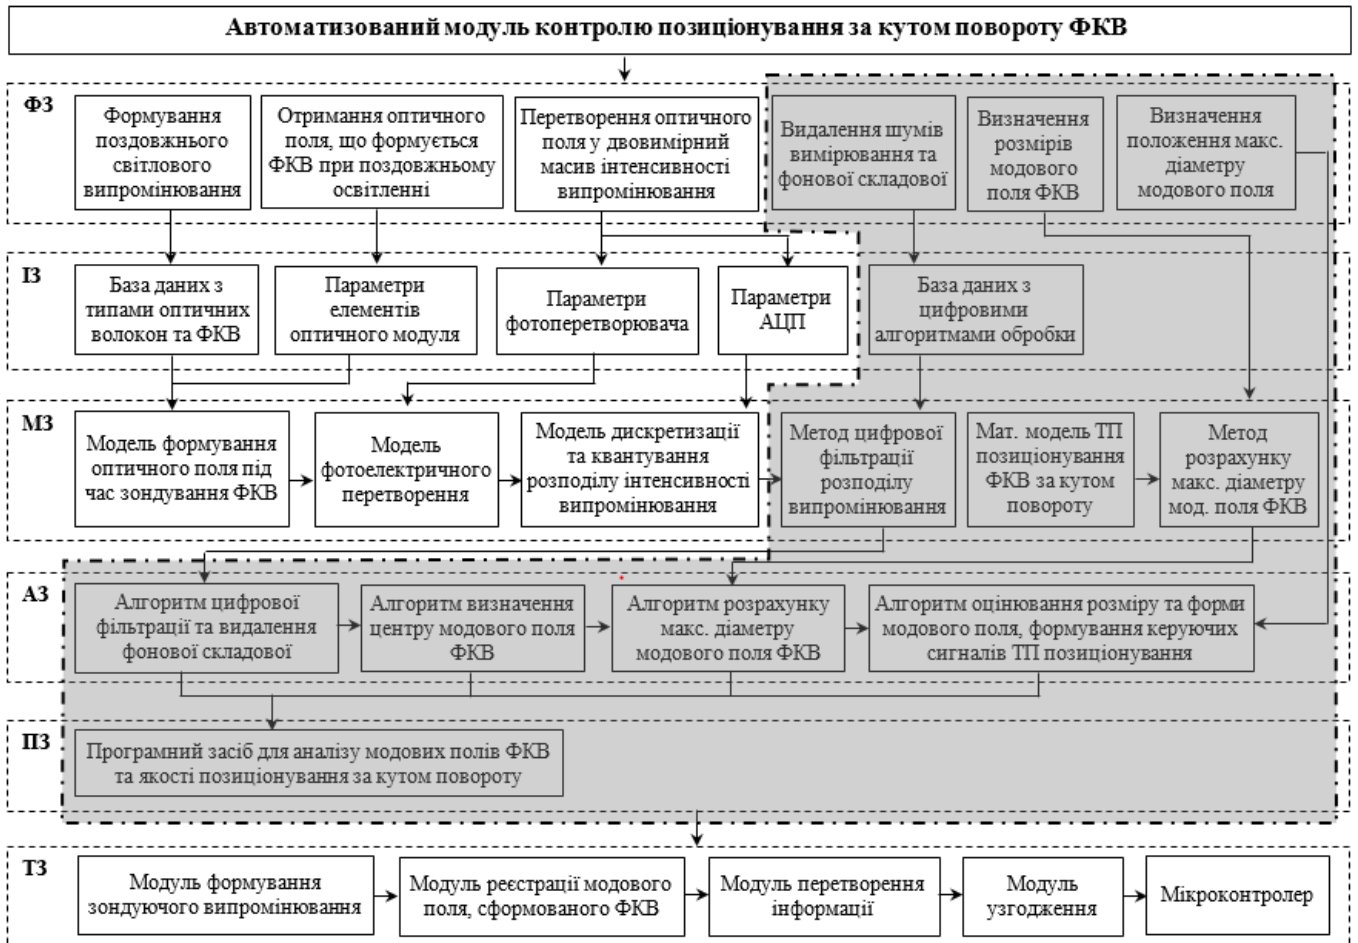 Автоматизований модуль контролю позиціонування за кутом повороту ФКВ
ФЗ
Формування
поздовжнього
світлового
випромінювання
Отримання оптичного
поля, що формується
ФКВ при поздовжньому
освітленні
Перетворення оптичного
поля у двовимірний
масив інтенсивності
випромінювання
Видалення шумів
вимірювання та
фонової складової
Визначення
розмірів
модового
поля ФКВ
Визначення
положення макс.
діаметру
модового поля
ІЗ
База даних з
типами оптичних
волокон та ФКВ
Параметри
елементів
оптичного модуля
Параметри
фотоперетворювача
Параметри
АЦП
База даних з
цифровими
алгоритмами обробки
МЗ
Модель формування
оптичного поля під
час зондування ФКВ
Модель
фотоелектричного
перетворення
Модель дискретизації
та квантування
розподілу інтенсивності
випромінювання
Метод цифрової
фільтрації
розподілу
випромінювання
Мат. модель ТП
позиціонування
ФКВ за кутом
повороту
Метод
розрахунку
макс. діаметру
мод. поля ФКВ
АЗ
Алгоритм цифрової
фільтрації та видалення
фонової складової
Алгоритм визначення
центру модового поля
ФКВ
Алгоритм розрахунку
макс. діаметру
модового поля ФКВ
Алгоритм оцінювання розміру та форми
модового поля, формування керуючих
сигналів ТП позиціонування
ПЗ
Програмний засіб для аналізу модових полів ФКВ
та якості позиціонування за кутом повороту
ТЗ
Модуль формування
зондуючого випромінювання
Модуль реєстрації модового
поля, сформованого ФКВ
Модуль перетворення
інформації
Модуль
узгодження
Мікроконтролер